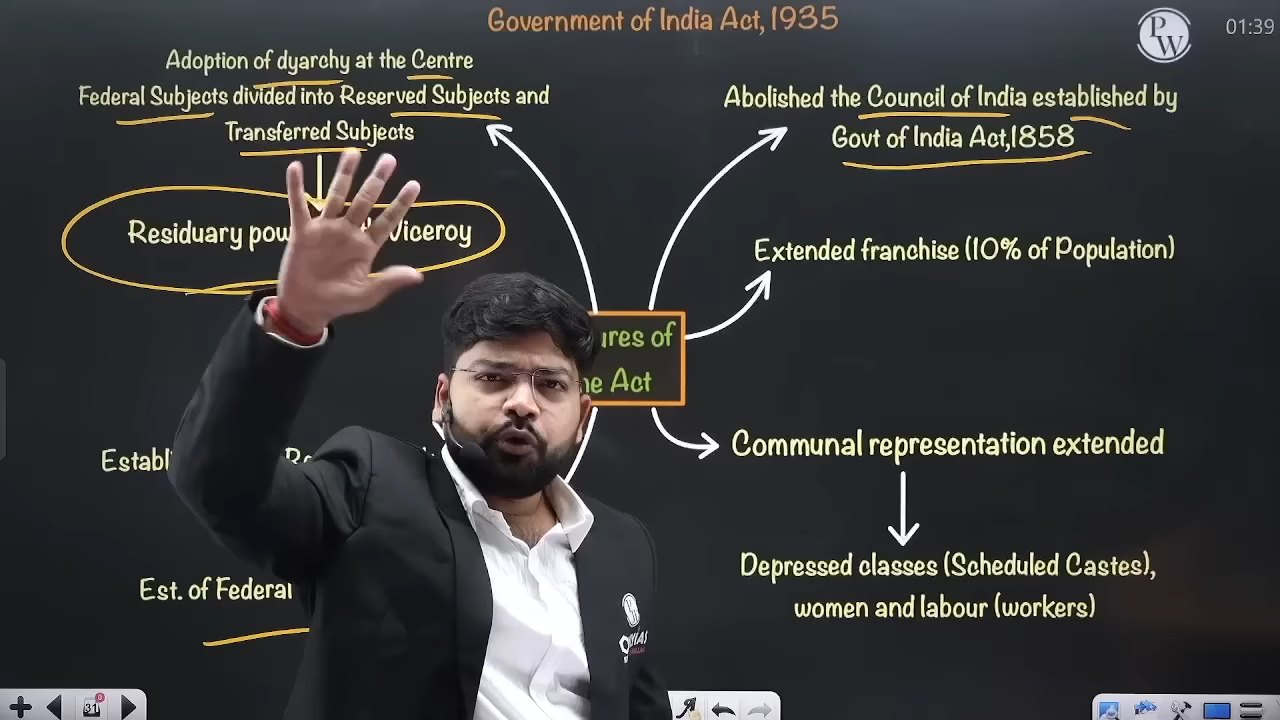 Government of India Act, 1935
PW
01:39
Adoption of dyarchy at the Centre
Federal Subjects divided into Reserved Subjects and
Transferred Subjects
Residuary Viceroy
Abolished the Council of India established by
Govt of India Act,1858
Extended franchise (10% of Population)
of
Act
Communal representation extended
Depressed classes (Scheduled Castes),
women and labour (workers)
Est. of Federal
31